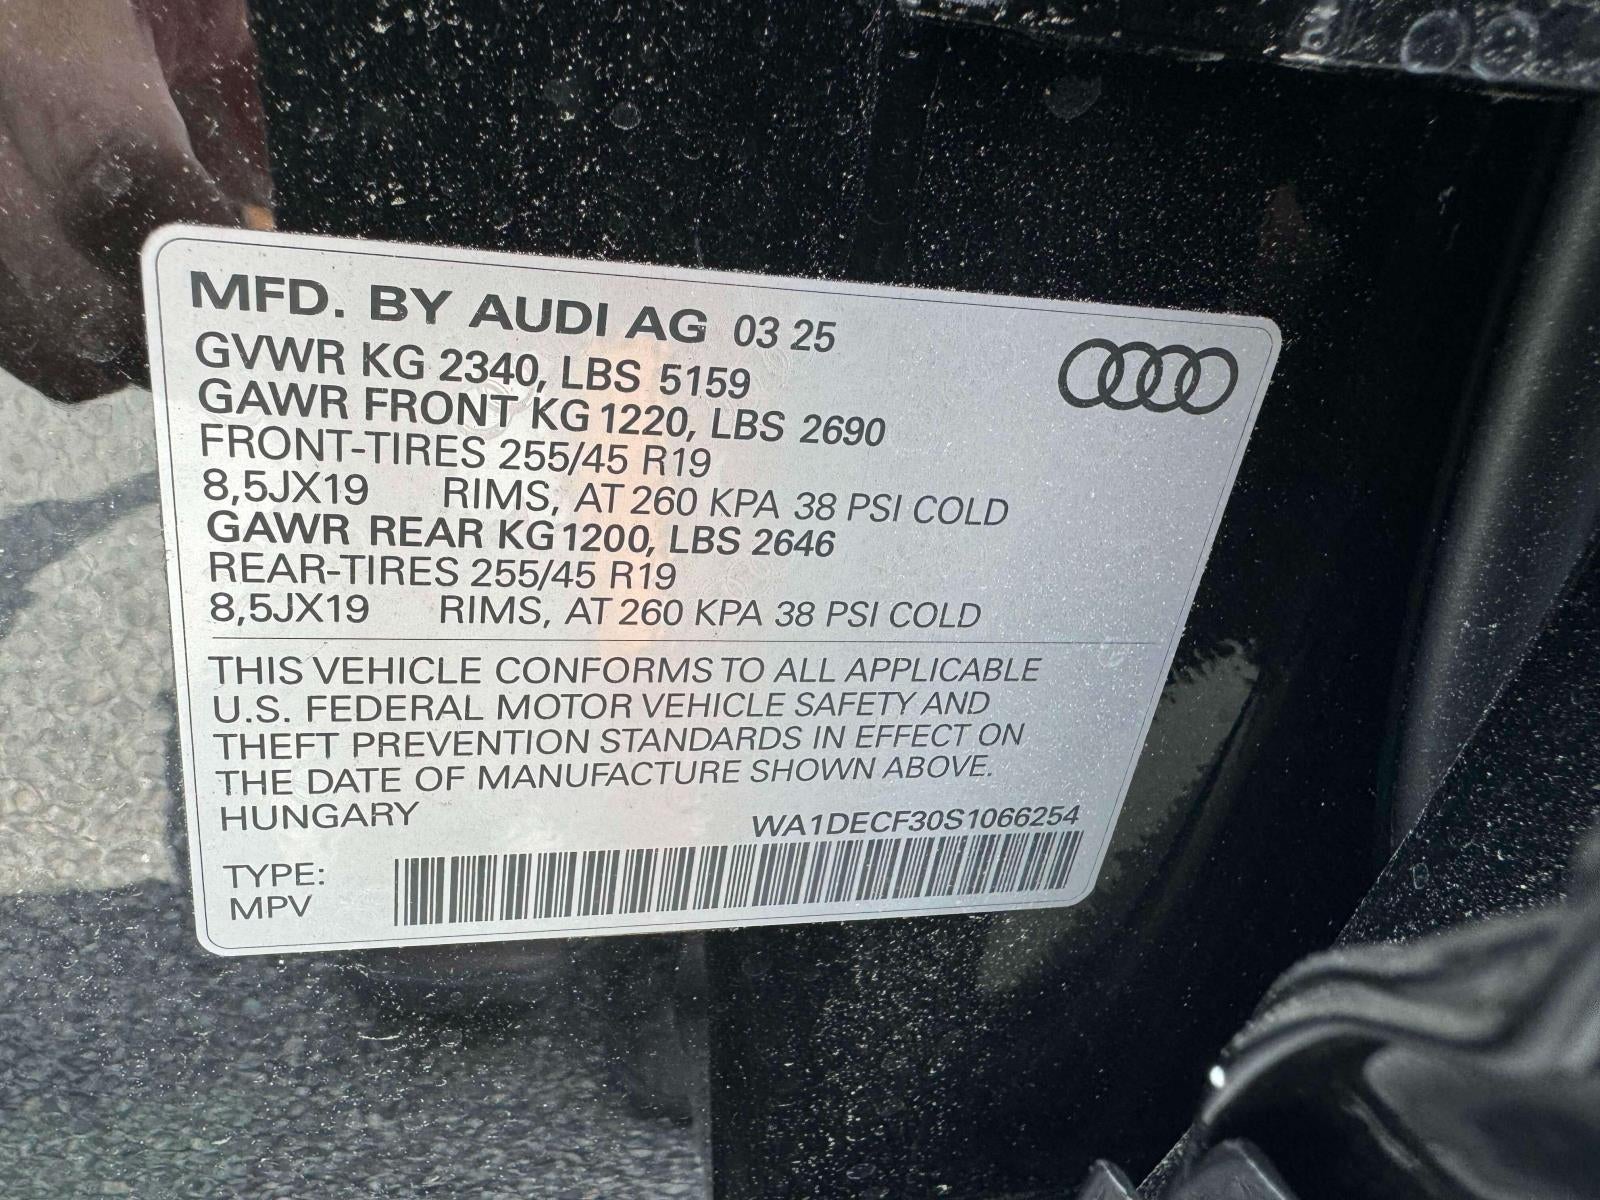 MFD. BY AUDI AG 03 25
GVWR KG 2340, LBS 5159
GAWR FRONT KG 1220, LBS 2690
FRONT-TIRES 255/45 R19
8,5JX19 RIMS, AT 260 KPA 38 PSI COLD
GAWR REAR KG 1200, LBS 2646
REAR-TIRES 255/45 R19
8,5JX19 RIMS, AT 260 KPA 38 PSI COLD
THIS VEHICLE CONFORMS TO ALL APPLICABLE
U.S. FEDERAL MOTOR VEHICLE SAFETY AND
THEFT PREVENTION STANDARDS IN EFFECT ON
THE DATE OF MANUFACTURE SHOWN ABOVE.
HUNGARY
WA1DECF30S1066254
TYPE:
MPV